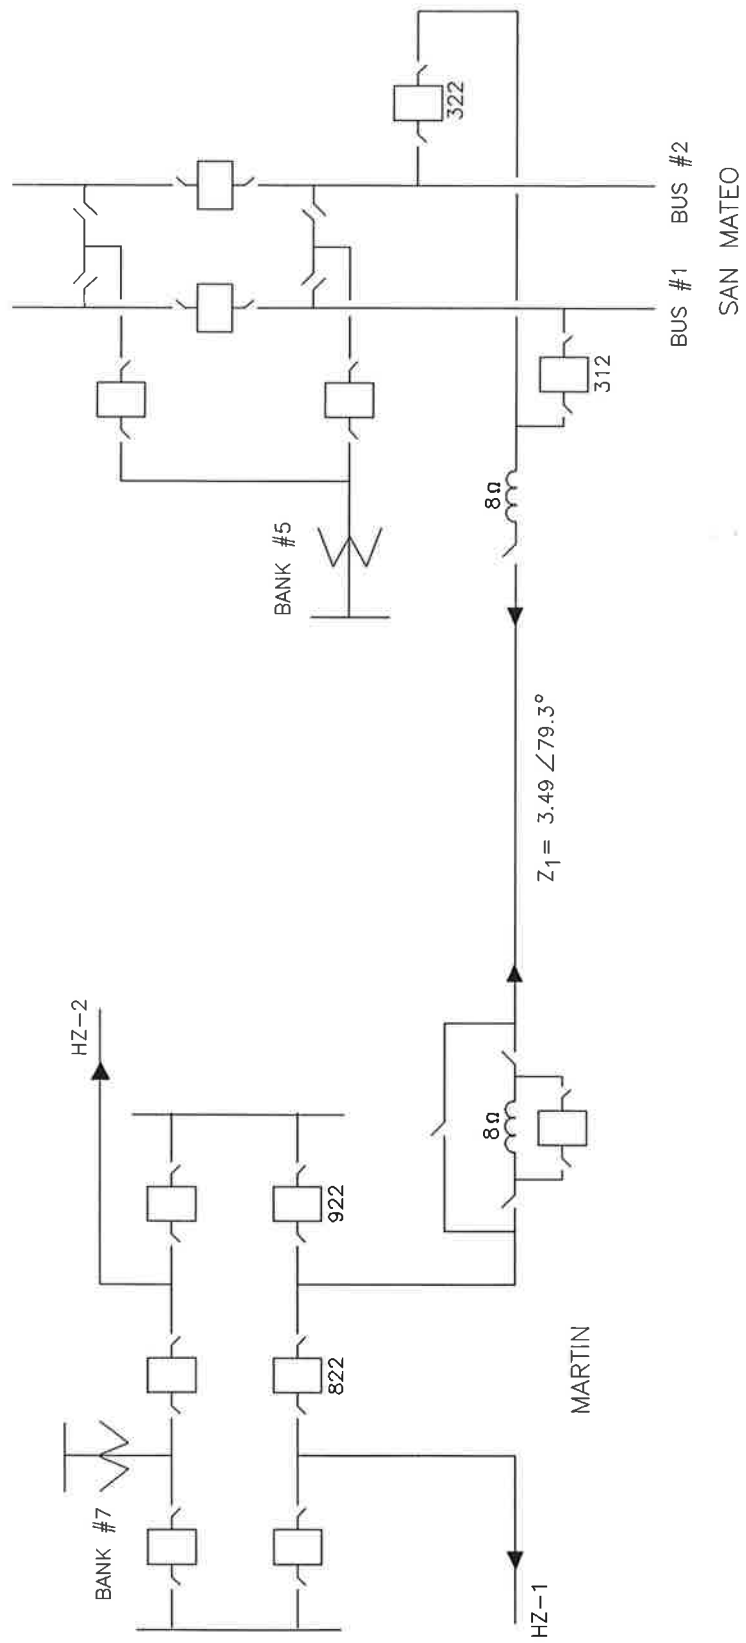 HZ-2
BANK #7
922
822
MARTIN
HZ-1
8Ω
Z1= 3.49 ∠79.3°
BANK #5
8Ω
322
312
BUS #2
BUS #1
SAN MATEO